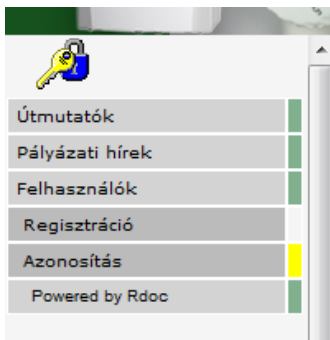 Útmutatók
Pályázati hírek
Felhasználók
Regisztráció
Azonosítás
Powered by Rdoc